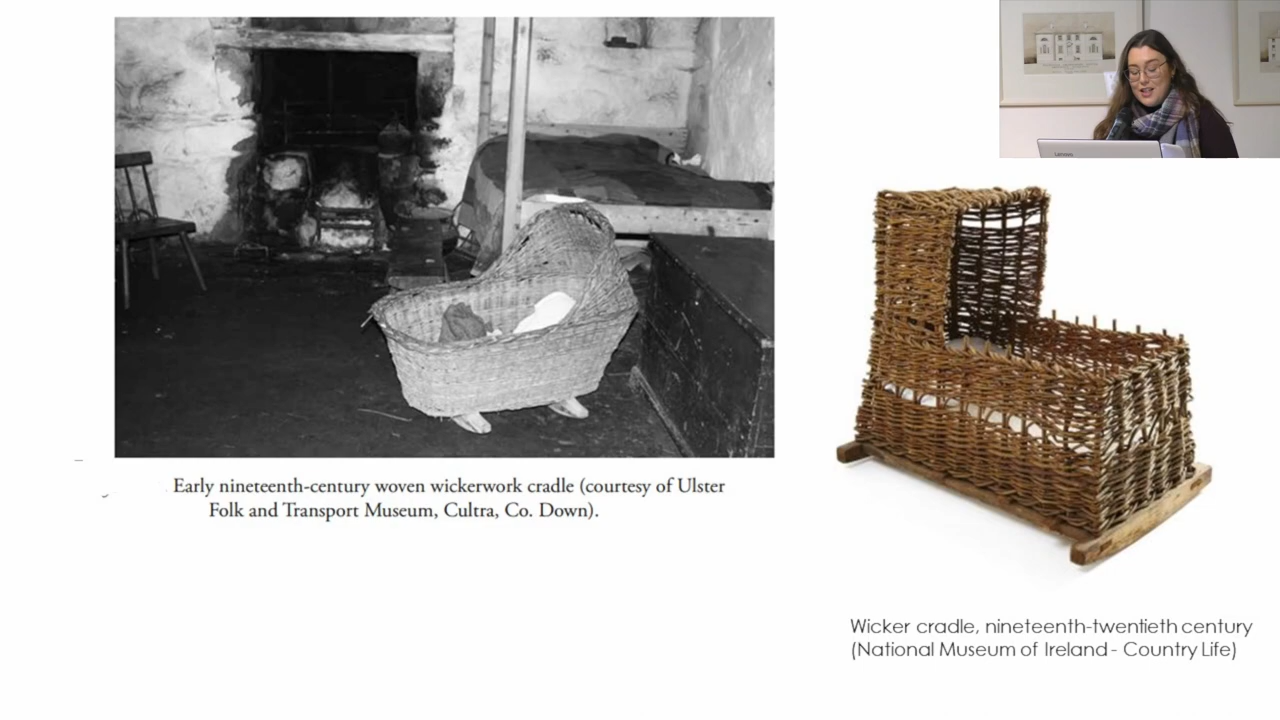 Lenovo
Early nineteenth-century woven wickerwork cradle (courtesy of Ulster
Folk and Transport Museum, Cultra, Co. Down).
Wicker cradle, nineteenth-twentieth century
(National Museum of Ireland - Country Life)